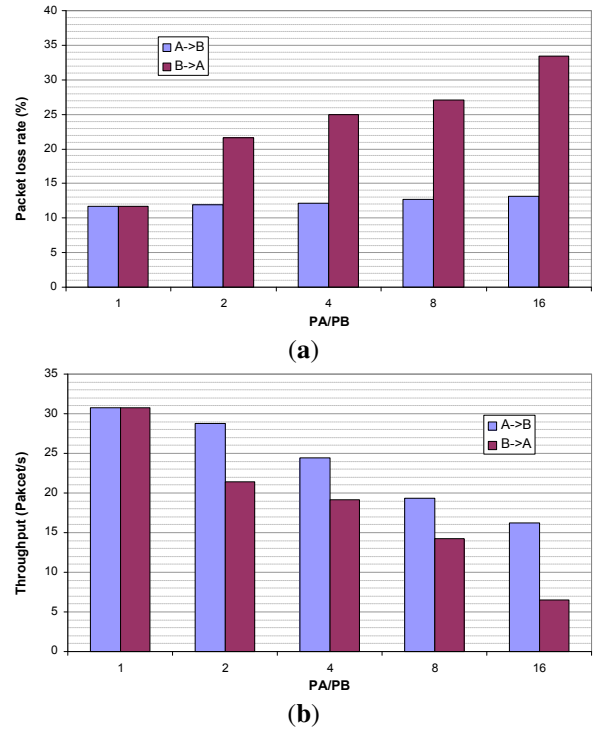 40
35
30
25
20
15
10
5
0
Packet loss rate (%)
A->B
B->A
1 2 4 8 16
PA/PB
(a)
35
30
25
20
15
10
5
0
Throughput (Pakcet/s)
A->B
B->A
1 2 4 8 16
PA/PB
(b)